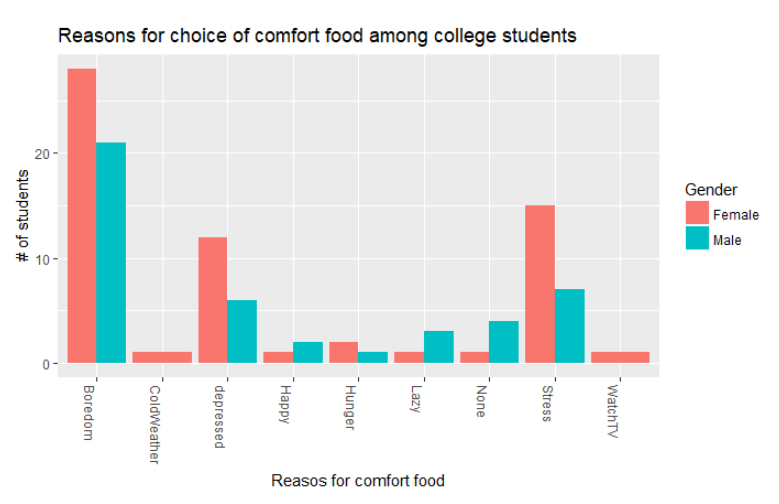 Reasons for choice of comfort food among college students
# of students
20
10
0
Boredom
ColdWeather
depressed
Happy
Hunger
Lazy
None
Stress
WatchTV
Reasos for comfort food
Gender
Female
Male